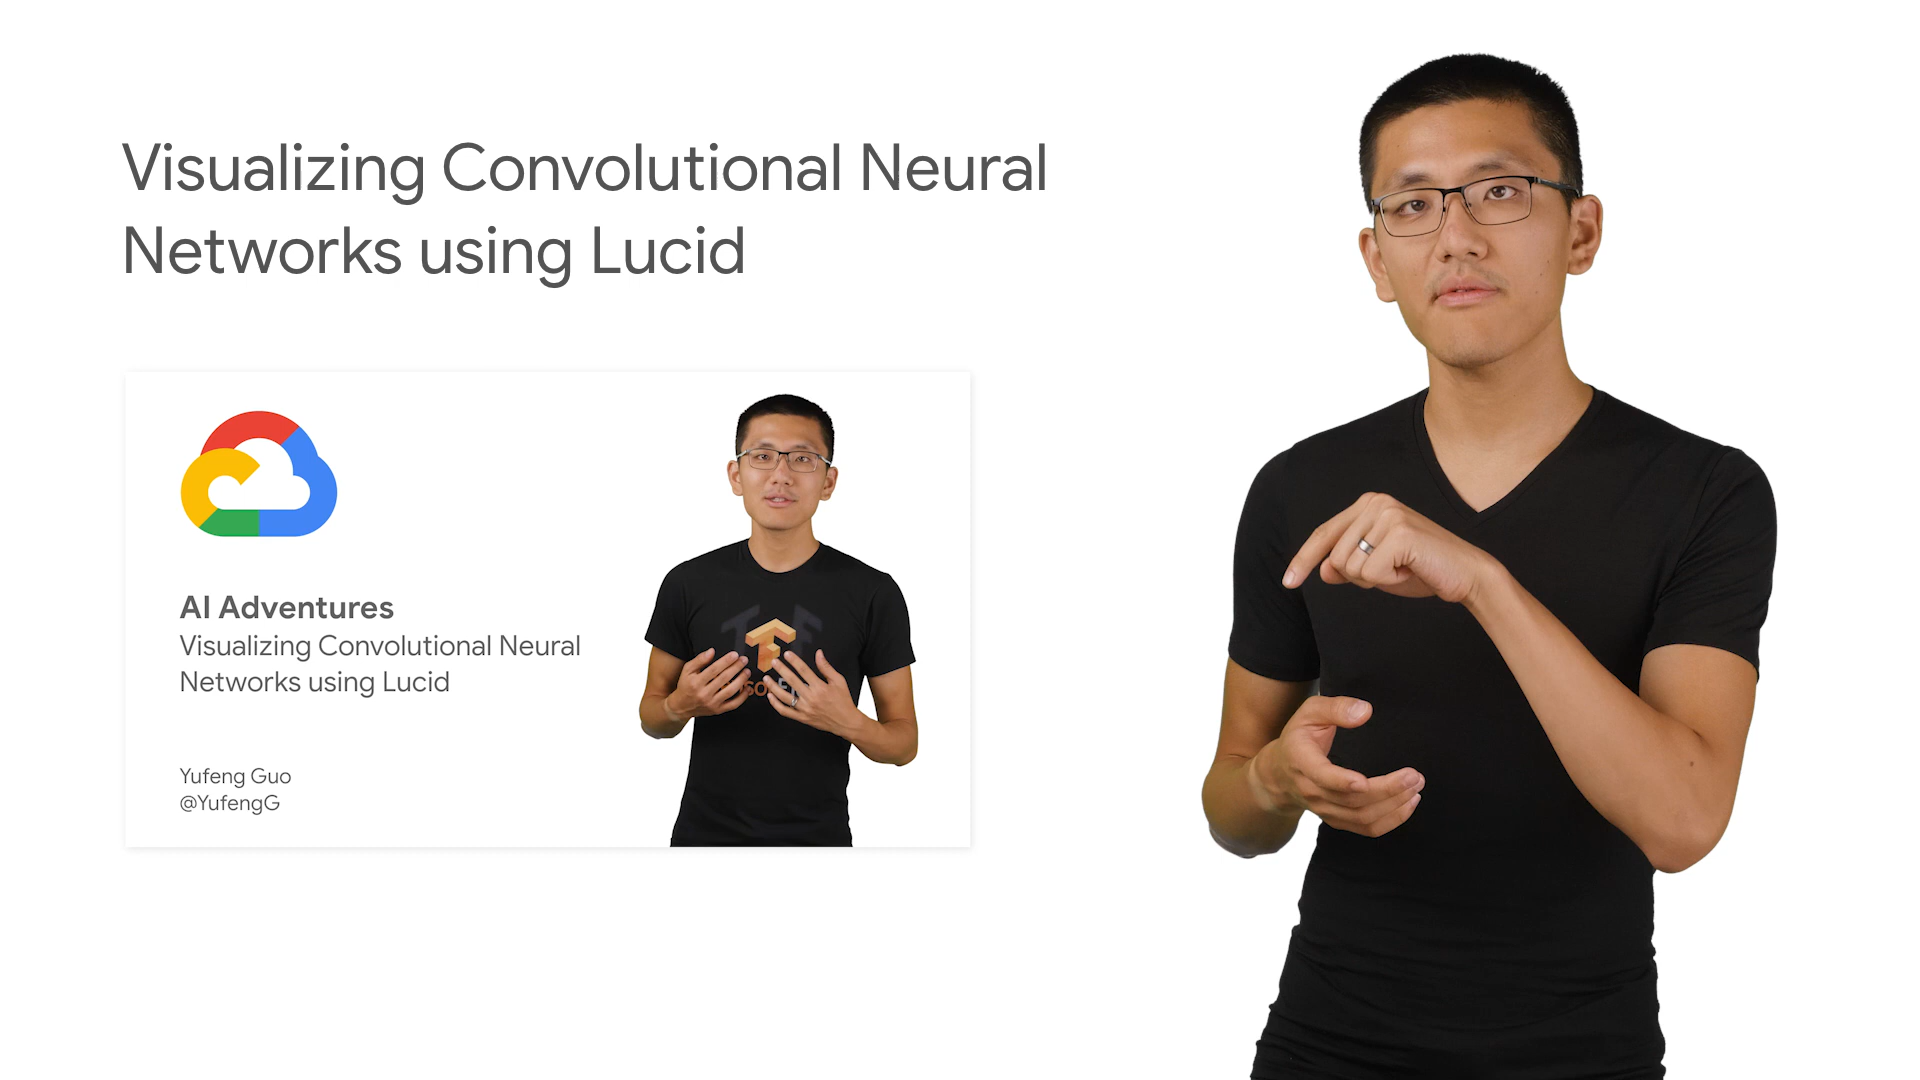 Visualizing Convolutional Neural
Networks using Lucid
AI Adventures
Visualizing Convolutional Neural
Networks using Lucid
Yufeng Guo
@YufengG